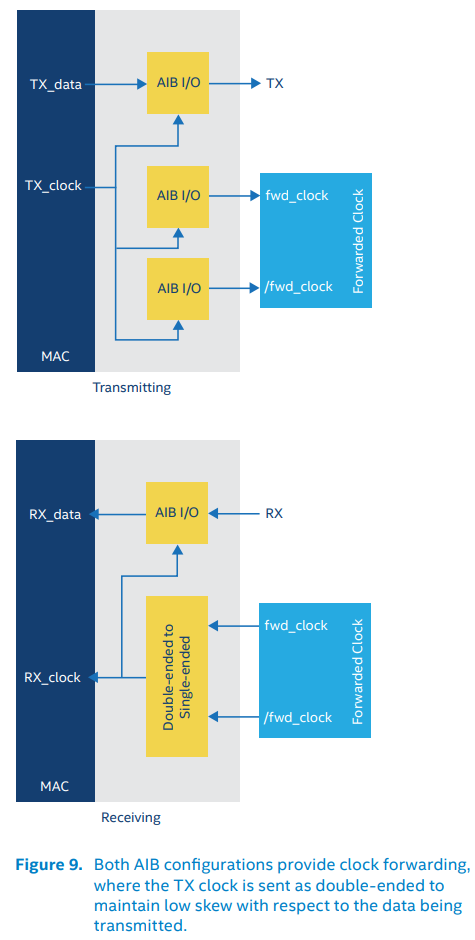 TX_data
AIB I/O
TX
TX_clock
AIB I/O
fwd_clock
Forwarded Clock
AIB I/O
/fwd_clock
MAC
Transmitting
RX_data
AIB I/O
RX
Double-ended to
Single-ended
fwd_clock
Forwarded Clock
RX_clock
/fwd_clock
MAC
Receiving
Figure 9. Both AIB configurations provide clock forwarding,
where the TX clock is sent as double-ended to
maintain low skew with respect to the data being
transmitted.